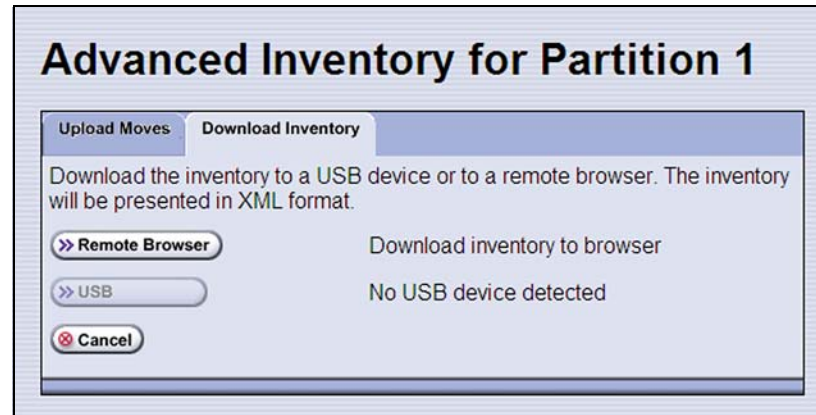 Advanced Inventory for Partition 1
Upload Moves
Download Inventory
Download the inventory to a USB device or to a remote browser. The inventory
will be presented in XML format.
Remote Browser
Download inventory to browser
USB
No USB device detected
Cancel